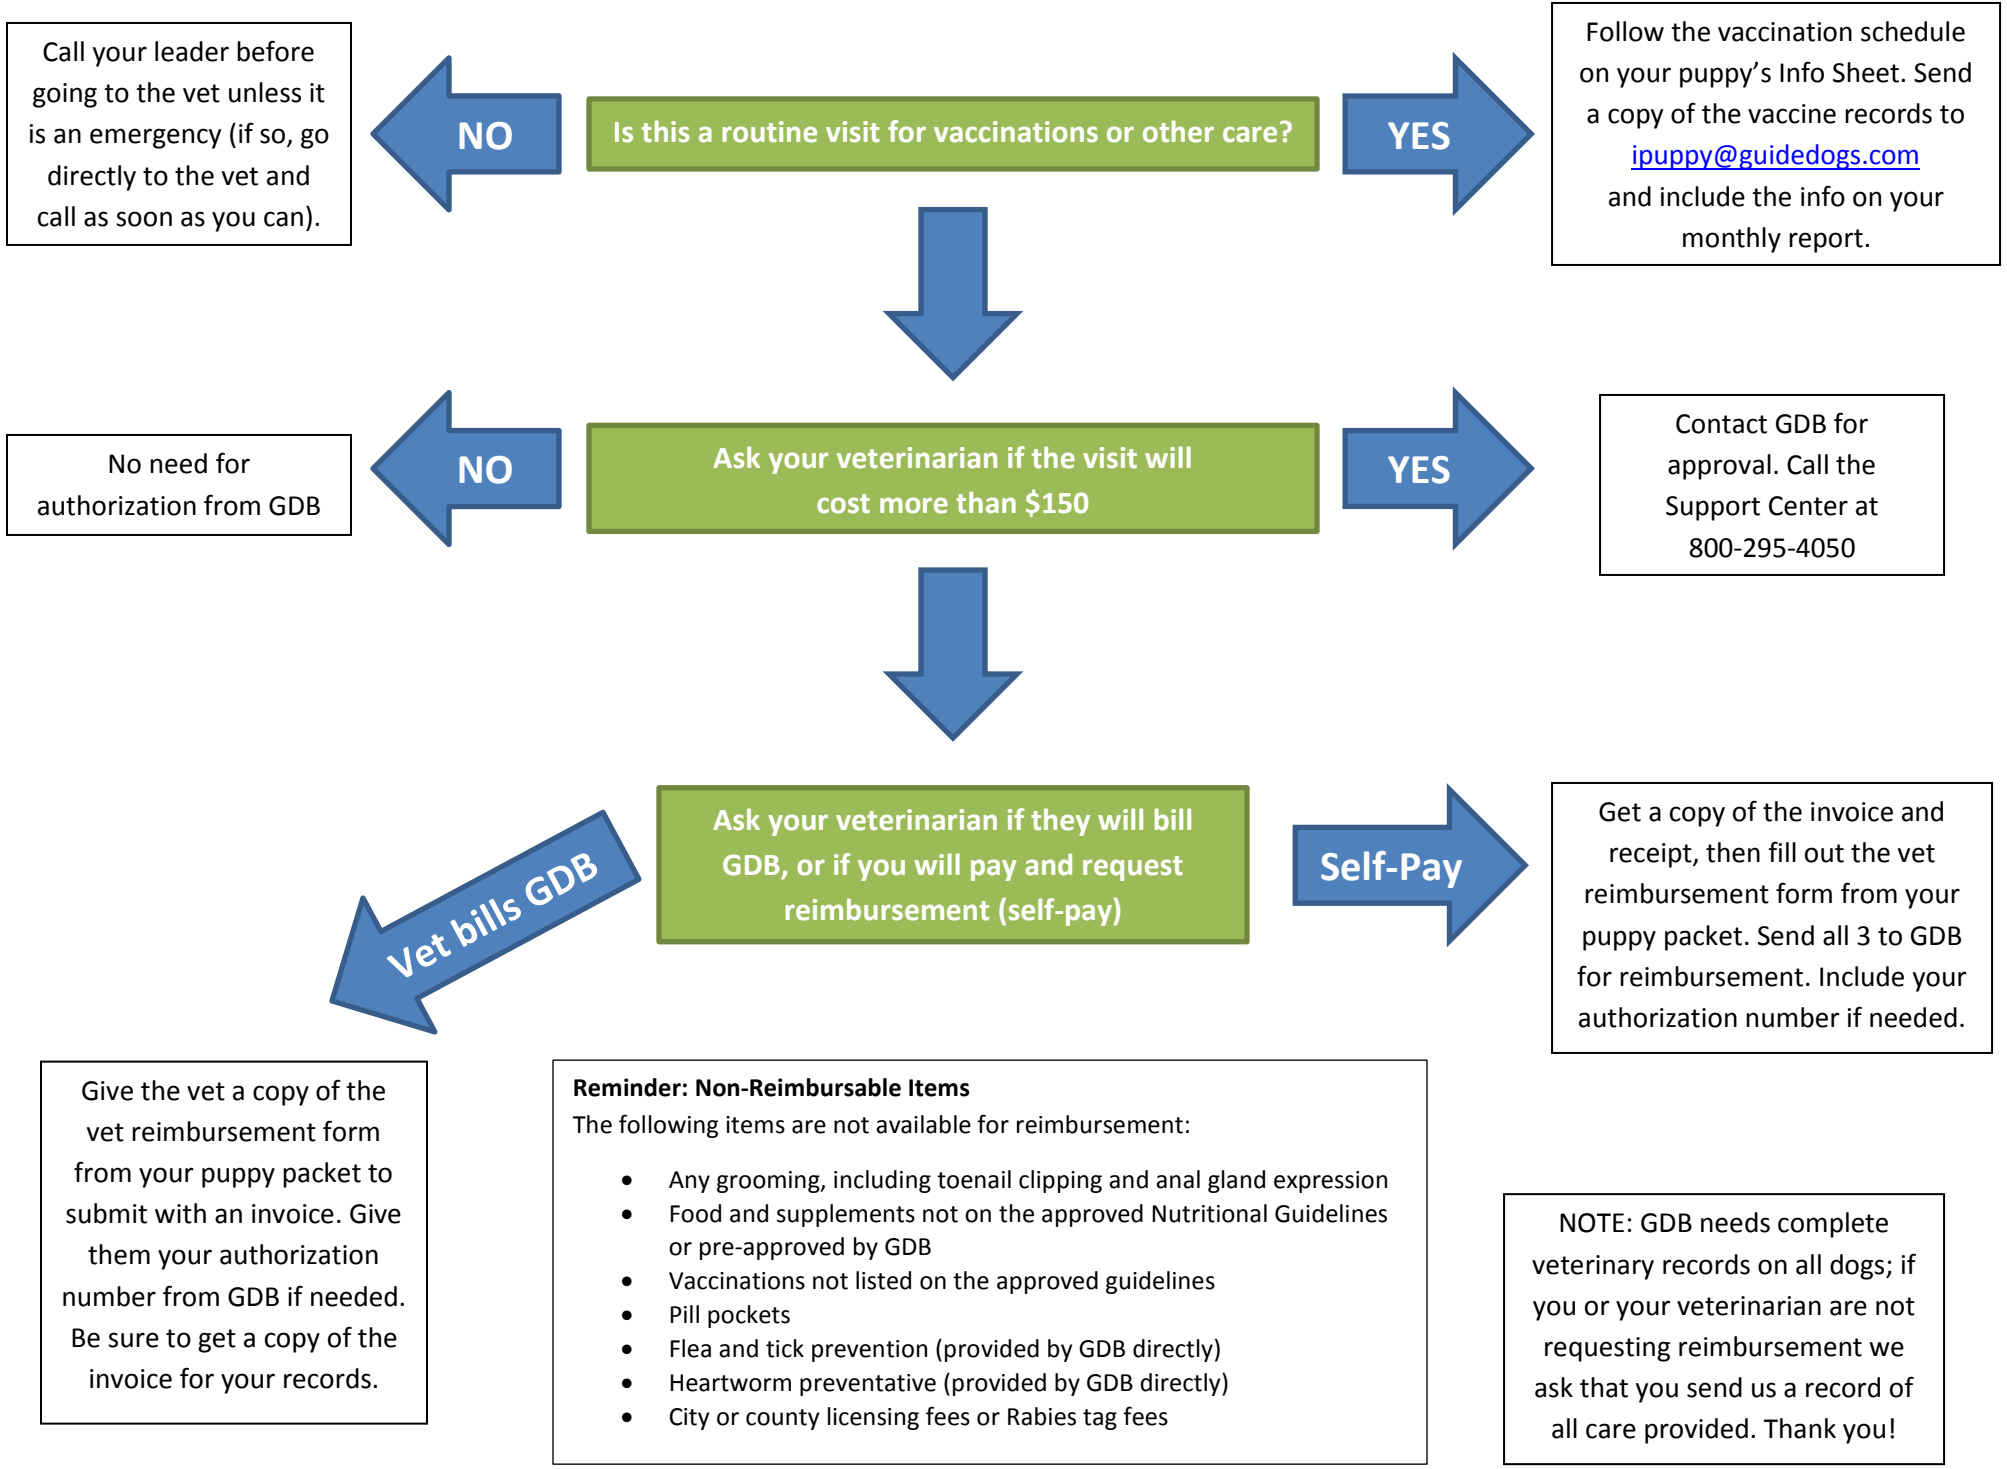 Call your leader before
going to the vet unless it
is an emergency (if so, go
directly to the vet and
call as soon as you can).
NO
Is this a routine visit for vaccinations or other care?
YES
Follow the vaccination schedule
on your puppy’s Info Sheet. Send
a copy of the vaccine records to
ipuppy@guidedogs.com
and include the info on your
monthly report.
No need for
authorization from GDB
NO
Ask your veterinarian if the visit will
cost more than $150
YES
Contact GDB for
approval. Call the
Support Center at
800-295-4050
Ask your veterinarian if they will bill
GDB, or if you will pay and request
reimbursement (self-pay)
Vet bills GDB
Self-Pay
Get a copy of the invoice and
receipt, then fill out the vet
reimbursement form from your
puppy packet. Send all 3 to GDB
for reimbursement. Include your
authorization number if needed.
Give the vet a copy of the
vet reimbursement form
from your puppy packet to
submit with an invoice. Give
them your authorization
number from GDB if needed.
Be sure to get a copy of the
invoice for your records.
Reminder: Non-Reimbursable Items
The following items are not available for reimbursement:
• Any grooming, including toenail clipping and anal gland expression
• Food and supplements not on the approved Nutritional Guidelines
or pre-approved by GDB
• Vaccinations not listed on the approved guidelines
• Pill pockets
• Flea and tick prevention (provided by GDB directly)
• Heartworm preventative (provided by GDB directly)
• City or county licensing fees or Rabies tag fees
NOTE: GDB needs complete
veterinary records on all dogs; if
you or your veterinarian are not
requesting reimbursement we
ask that you send us a record of
all care provided. Thank you!